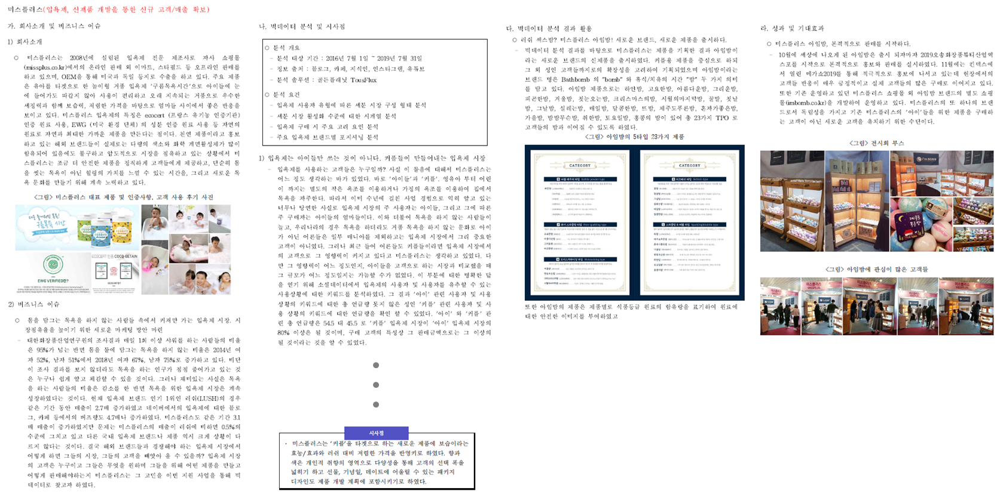 미스플러스(입욕제, 신제품 개발을 통한 신규 고객/매출 확보)
가. 회사소개 및 비즈니스 이슈
1) 회사소개
○ 미스플러스는 2008년에 설립된 입욕제 전문 제조사로 자사 쇼핑몰
(missplus.co.kr)에서의 온라인 판매 외 이마트, 스타필드 등 오프라인 판매를
하고 있으며, OEM을 통해 미국과 일본 등지로 수출을 하고 있다. 주요 제품
은 유아를 타겟으로 한 놀이형 거품 입욕제 '구름목욕시간'으로 아이들에 눈
에 들어가도 따갑지 않아 사용이 편리하고 오래 지속되는 거품으로 우수한
세정력과 함께 보습력, 저렴한 가격을 바탕으로 엄마들 사이에서 좋은 반응을
보이고 있다. 미스플러스 입욕제의 특징은 ecocert (프랑스 유기농 인증기관)
인증 원료 사용, EWG (미국 환경 단체) 의 성분 인증 원료 사용 등 자연의
원료로 자연과 최대한 가까운 제품을 만든다는 점이다. 천연 제품이라고 홍보
하고 있는 해외 브랜드들이 실제로는 다량의 색소와 화학 계면활성제가 많이
함유되어 있음에도 불구하고 압도적으로 시장을 점유하고 있는 상황에서 미
스플러스는 조금 더 안전한 제품을 정직하게 고객들에게 제공하고, 단순히 몸
을 씻는 목욕이 아닌 힐링의 가치를 느낄 수 있는 시간을, 그리고 새로운 목
욕 문화를 만들기 위해 계속 노력하고 있다.
<그림> 미스플러스 대표 제품 및 인증사항, 고객 사용 후기 사진
구름목욕 시간
EWG VERIFIED란?
ECOCERT 인증 COCO-BETAIN
2) 비즈니스 이슈
○ 몸을 담그는 목욕을 하지 않는 사람들 속에서 커져만 가는 입욕제 시장. 시
장점유율을 높이기 위한 새로운 마케팅 방안 마련
- 대한화장품산업연구원의 조사결과 매일 1회 이상 샤워를 하는 사람들의 비율
은 95%가 넘는 반면 몸을 물에 담그는 목욕을 하지 않는 비율은 2014년 여
자 52%, 남자 51%에서 2018년 여자 67%, 남자 75%로 증가하고 있다. 비단
이 조사 결과를 보지 않더라도 목욕을 하는 인구가 점점 줄어가고 있는 것
은 누구나 쉽게 알고 체감할 수 있을 것이다. 그러나 재미있는 사실은 목욕
을 하는 사람들의 비율은 감소를 한 반면 목욕을 위한 입욕제 시장은 계속
성장하였다는 것이다. 현재 입욕제 브랜드 인기 1위인 러쉬(LUSH)의 경우
같은 기간 동안 매출이 2.7배 증가하였고 네이버에서의 입욕제에 대한 블로
그, 카페 등에서의 버즈량도 4.7배나 증가하였다. 미스플러스도 같은 기간 3.1
배 매출이 증가하였지만 문제는 미스플러스의 매출이 러쉬에 비하면 0.5%의
수준에 그치고 있고 다른 국내 입욕제 브랜드나 제품 역시 크게 상황이 다
르지 않다는 것이다. 결국 해외 브랜드들과 경쟁해야 하는 입욕제 시장에서
어떻게 하면 그들의 시장, 그들의 고객을 빼앗아 올 수 있을까? 입욕제 시장
의 고객은 누구이고 그들은 무엇을 원하며 그들을 위해 어떤 제품을 만들고
어떻게 판매해야하는지 미스플러스는 그 고민을 이번 지원 사업을 통해 빅
데이터로 찾고자 하였다.
나. 빅데이터 분석 및 시사점
○ 분석 개요
- 분석 대상 기간 : 2016년 7월 1일 ~ 2019년 7월 31일
- 정보 출처 : 블로그, 카페, 지식인, 인스타그램, 유튜브
- 분석 솔루션 : 골든플래닛 TousFlux
○ 분석 요건
- 입욕제 사용자 유형에 따른 세분 시장 구성 형태 분석
- 세분 시장 활성화 수준에 대한 시계열 분석
- 입욕제 구매 시 주요 고려 요인 분석
- 주요 입욕제 브랜드별 포지셔닝 분석
1) 입욕제는 아이들만 쓰는 것이 아니다. 커플들이 만들어내는 입욕제 시장
- 입욕제를 사용하는 고객들은 누구일까? 사실 이 물음에 대해서 미스플러스는
어느 정도 생각하는 바가 있었다. 바로 '아이들'과 '커플'. 영유아 부터 어린
이 까지는 별도의 작은 욕조를 이용하거나 가정의 욕조를 이용하여 집에서
목욕을 자주한다. 따라서 이미 수년에 걸친 사업 경험으로 익히 알고 있는
너무나 당연한 사실로 입욕제 시장의 주 사용자는 아이들, 그리고 그에 따른
주 구매자는 아이들의 엄마들이다. 이와 더불어 목욕을 하지 않는 사람들이
늘고, 우리나라의 경우 목욕을 하더라도 거품 목욕을 하지 않는 문화로 아이
가 아닌 어른들은 일부 매니아를 제외하고는 입욕제 시장에서 그리 중요한
고객이 아니였다. 그러나 최근 들어 어른들도 커플들이라면 입욕제 시장에서
의 고객으로 그 영향력이 커지고 있다고 미스플러스는 생각하고 있었다. 다
만 그 영향력이 어느 정도인지, 아이들을 고객으로 하는 시장과 비교했을 때
그 규모가 어느 정도일지는 가늠할 수가 없었다. 이 부분에 대한 명확한 답
을 얻기 위해 소셜데이터에서 입욕제의 사용자 및 사용자를 유추할 수 있는
사용상황에 대한 키워드를 분석하였다. 그 결과 '아이' 관련 사용자 및 사용
상황의 키워드에 대한 총 언급량 못지 않은 성인 '커플' 관련 사용자 및 사
용 상황의 키워드에 대한 언급량을 확인 할 수 있었다. '아이' 와 '커플' 관
련 총 언급량은 54.5 대 45.5 로 '커플' 입욕제 시장이 '아이' 입욕제 시장의
80% 이상은 될 것이며, 구매 고객의 특성상 그 판매금액으로는 그 이상의
될 것이라는 것을 알 수 있었다.
시사점
· 미스플러스는 '커플'을 타겟으로 하는 새로운 제품에 보습이라는
효능/효과와 러쉬 대비 저렴한 가격을 반영키로 하였다. 향과
색은 개인적 취향의 영역으로 다양성을 통해 고객의 선택 폭을
넓히기 하고 선물, 기념일, 데이트에 어울릴 수 있는 패키지
디자인도 제품 개발 계획에 포함시키기로 하였다.
다. 빅데이터 분석 결과 활용
○ 러쉬 섹스밤? 미스플러스 아임밤! 새로운 브랜드, 새로운 제품을 출시하다.
- 빅데이터 분석 결과를 바탕으로 미스플러스는 제품을 기획한 결과 아임밤이
라는 새로운 브랜드의 신제품을 출시하였다. 커플용 제품을 중심으로 하되
그 외 성인 고객들까지로의 확장성을 고려하여 기획되었으며 아임밤이라는
브랜드 명은 Bathbomb 의 "bomb" 와 휴식/치유의 시간 "밤" 두 가지 의미
를 담고 있다. 아임밤 제품으로는 하얀밤, 고요한밤, 아름다운밤, 그리운밤,
피곤한밤, 겨울밤, 첫눈오는밤, 크리스마스의밤, 시월의마지막밤, 꿀밤, 첫날
밤, 그날밤, 설레는밤, 매일밤, 달콤한밤, 뜨밤, 제주도푸른밤, 혼자가좋은밤,
가을밤, 밤밤무슨밤, 취한밤, 토요일밤, 홍콩의 밤이 있어 총 23가지 TPO 로
고객들의 밤과 이어질 수 있도록 하였다.
<그림> 아임밤의 5타입 23가지 제품
CATEGORY
CATEGORY
또한 아임밤의 제품은 제품별로 식품등급 원료의 함유량을 표기하여 원료에
대한 안전한 이미지를 부여하였고
라. 성과 및 기대효과
○ 미스플러스 아임밤, 본격적으로 판매를 시작하다.
- 10월에 세상에 나오게 된 아임밤은 출시 되자마자 2019오송화장품뷰티산업엑
스포를 시작으로 본격적으로 홍보와 판매를 실시하였다. 11월에는 킨텍스에
서 열린 메가쇼2019를 통해 적극적으로 홍보에 나서고 있는데 현장에서의
고객들 반응이 매우 긍정적이고 실제 고객들의 많은 구매로 이어지고 있다.
또한 기존 운영하고 있던 미스플러스 쇼핑몰 외 아임밤 브랜드의 별도 쇼핑
몰(imbomb.co.kr)을 개발하여 운영하고 있다. 미스플러스의 또 하나의 브랜
드로서 독립성을 가지고 기존 미스플러스의 '아이'들을 위한 제품을 구매하
는 고객이 아닌 새로운 고객을 유치하기 위한 수단이다.
<그림> 전시회 부스
I'm BOMB
제주도
푸른밤
<그림> 아임밤에 관심이 많은 고객들
미스플러스
미스플러스